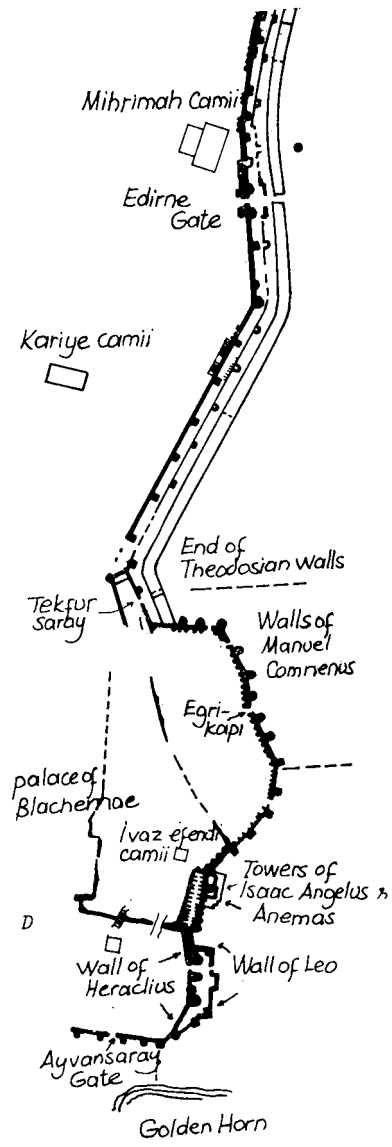 Mihrimah Camii
Edirne
Gate
Kariye camii
End of
Theodosian Walls
Tekfur
saray
Walls of
Manuel
Comnenus
Egri-
kapi
palace of
Blachernae
Ivaz efendi
camii
Towers of
Isaac Angelus &
Anemas
D
Wall of
Heraclius
Wall of Leo
Ayvansaray
Gate
Golden Horn